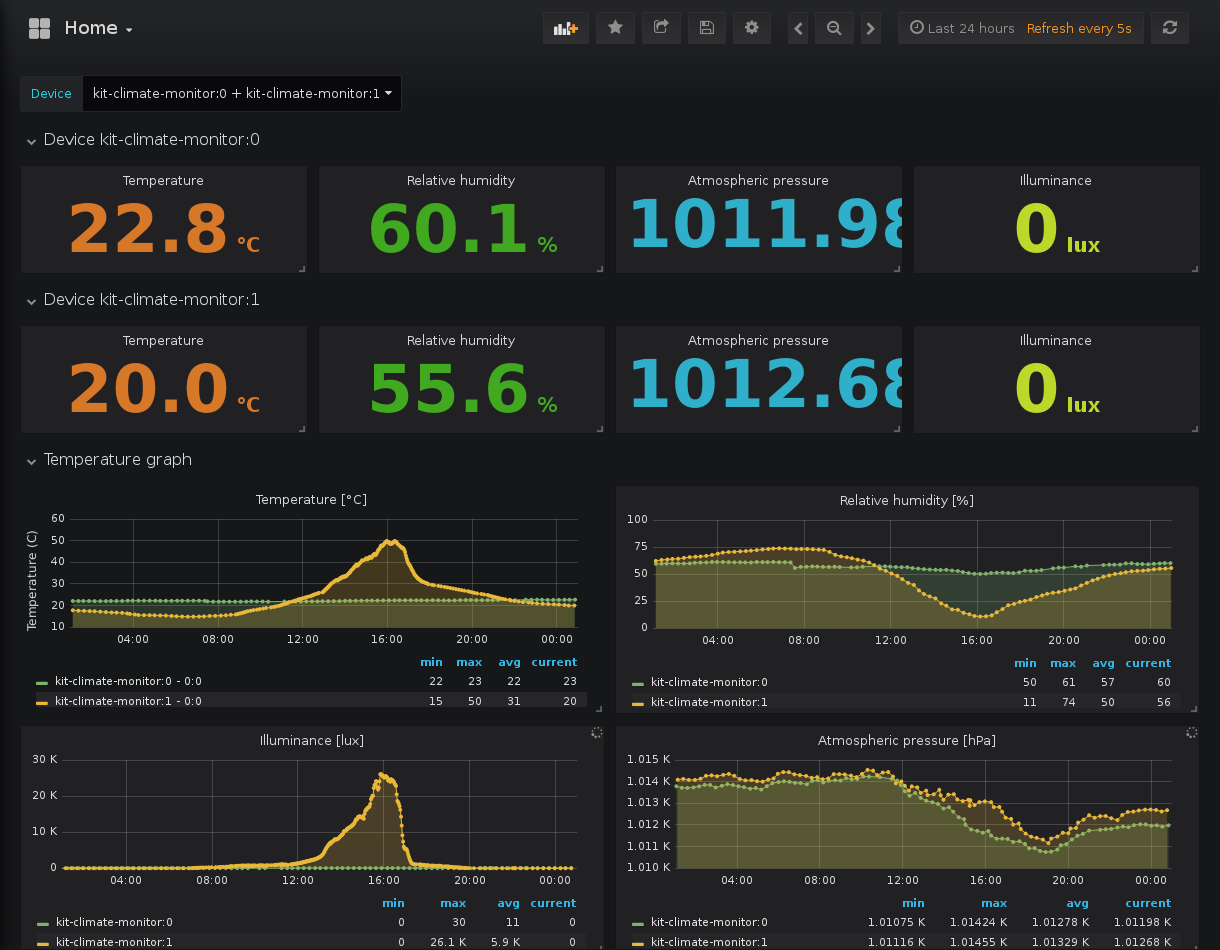 Home
Last 24 hours Refresh every 5s
Device kit-climate-monitor:0 + kit-climate-monitor:1
Device kit-climate-monitor:0
Temperature Relative humidity Atmospheric pressure Illuminance
22.8 °C 60.1 % 1011.98 0 lux
Device kit-climate-monitor:1
Temperature Relative humidity Atmospheric pressure Illuminance
20.0 °C 55.6 % 1012.68 0 lux
Temperature graph
Temperature [°C]
Temperature (C)
60
50
40
30
20
10
04:00 08:00 12:00 16:00 20:00 00:00
min max avg current
kit-climate-monitor:0 - 0:0 22 23 22 23
kit-climate-monitor:1 - 0:0 15 50 31 20
Relative humidity [%]
100
75
50
25
0
04:00 08:00 12:00 16:00 20:00 00:00
min max avg current
kit-climate-monitor:0 50 61 57 60
kit-climate-monitor:1 11 74 50 56
Illuminance [lux]
30 K
20 K
10 K
0
04:00 08:00 12:00 16:00 20:00 00:00
min max avg current
kit-climate-monitor:0 0 30 11 0
kit-climate-monitor:1 0 26.1 K 5.9 K 0
Atmospheric pressure [hPa]
1.015 K
1.014 K
1.013 K
1.012 K
1.011 K
1.010 K
04:00 08:00 12:00 16:00 20:00 00:00
min max avg current
kit-climate-monitor:0 1.01075 K 1.01424 K 1.01278 K 1.01198 K
kit-climate-monitor:1 1.01116 K 1.01455 K 1.01329 K 1.01268 K